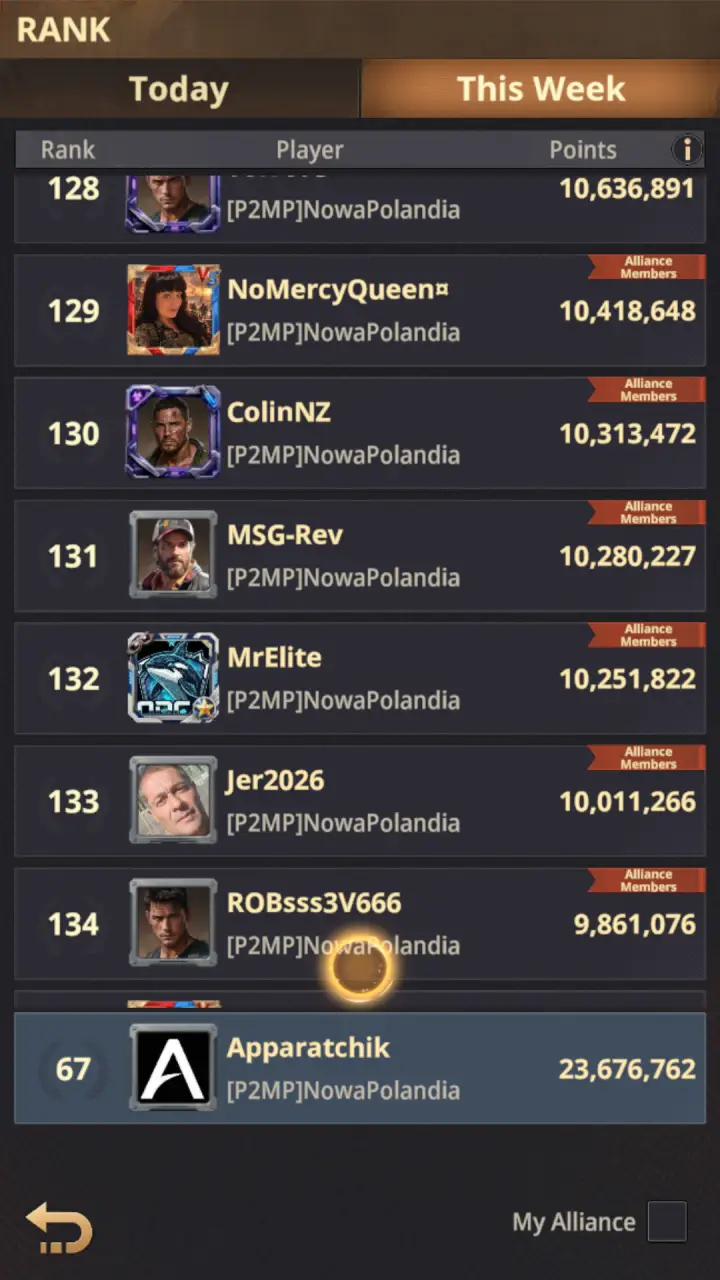 RANK
Today
This Week
Rank
Player
Points
i
128
[P2MP]NowaPolandia
10,636,891
Alliance
Members
129
NoMercyQueen¤
[P2MP]NowaPolandia
10,418,648
Alliance
Members
130
ColinNZ
[P2MP]NowaPolandia
10,313,472
Alliance
Members
131
MSG-Rev
[P2MP]NowaPolandia
10,280,227
Alliance
Members
132
MrElite
[P2MP]NowaPolandia
10,251,822
Alliance
Members
133
Jer2026
[P2MP]NowaPolandia
10,011,266
Alliance
Members
134
ROBsss3V666
[P2MP]NowaPolandia
9,861,076
67
Apparatchik
[P2MP]NowaPolandia
23,676,762
My Alliance